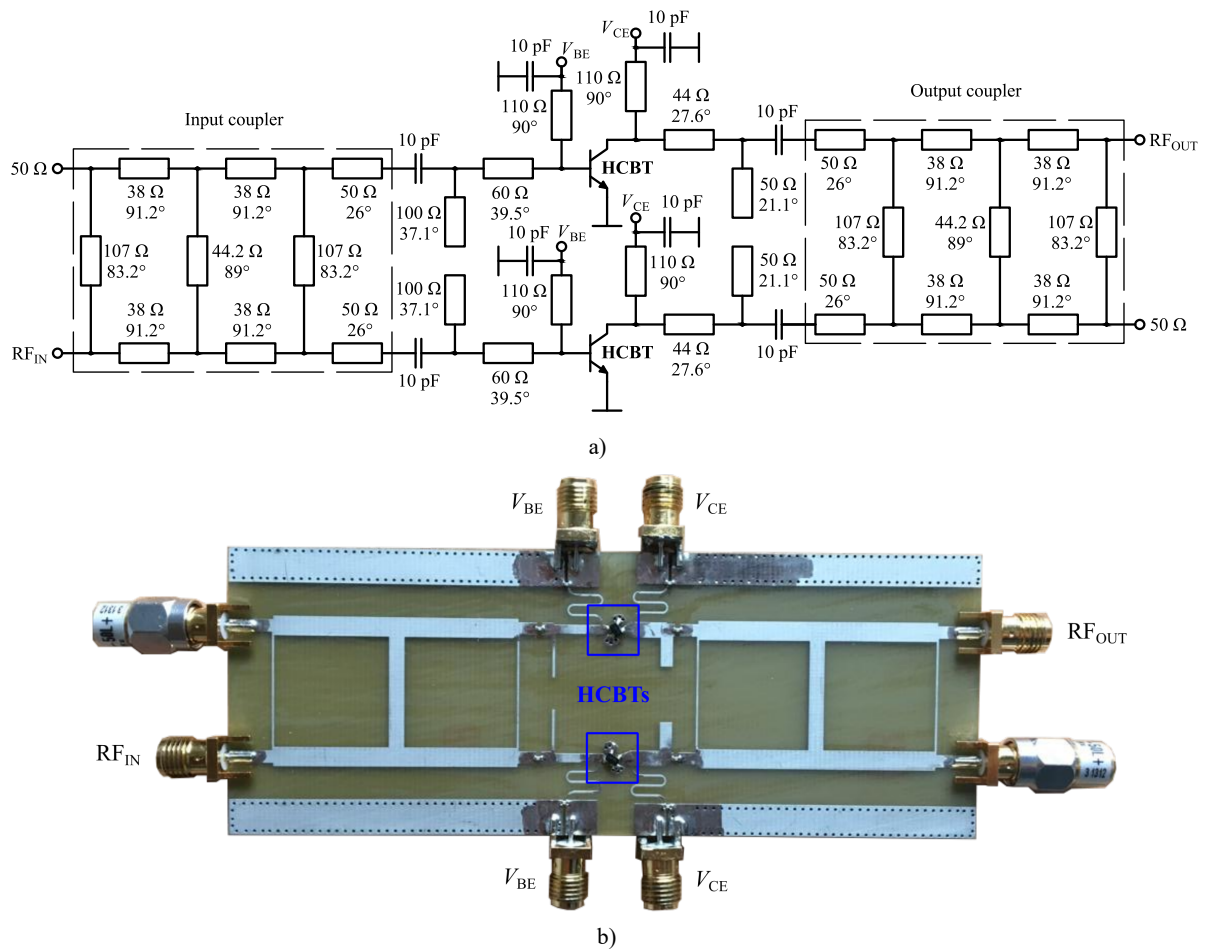 V_CE
10 pF
10 pF
V_BE
110 Ω
90°
110 Ω
90°
44 Ω
27.6°
10 pF
Input coupler
Output coupler
10 pF
50 Ω
HCBT
RF_OUT
38 Ω
91.2°
38 Ω
91.2°
50 Ω
26°
60 Ω
39.5°
50 Ω
26°
38 Ω
91.2°
38 Ω
91.2°
100 Ω
37.1°
50 Ω
21.1°
V_CE
10 pF
V_BE
10 pF
107 Ω
83.2°
44.2 Ω
89°
107 Ω
83.2°
107 Ω
83.2°
44.2 Ω
89°
107 Ω
83.2°
100 Ω
37.1°
110 Ω
90°
110 Ω
90°
50 Ω
21.1°
38 Ω
91.2°
38 Ω
91.2°
50 Ω
26°
50 Ω
26°
38 Ω
91.2°
38 Ω
91.2°
RF_IN
10 pF
60 Ω
39.5°
HCBT
44 Ω
27.6°
10 pF
50 Ω
a)
V_BE
V_CE
RF_OUT
HCBTs
RF_IN
31312
V_BE
V_CE
b)